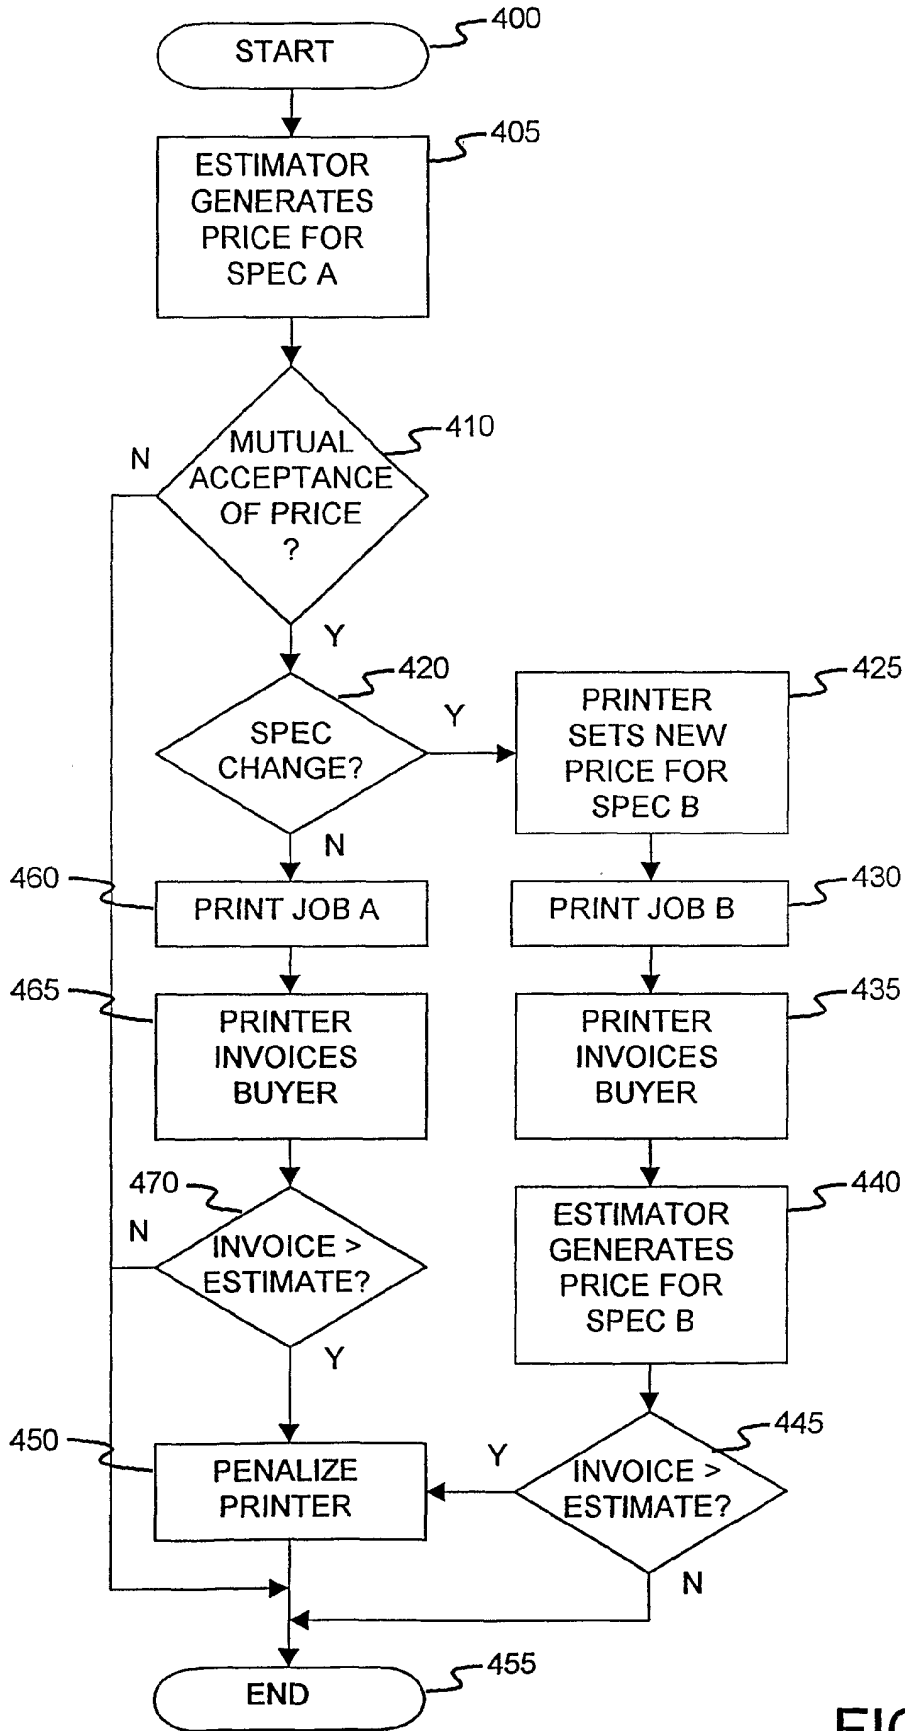 400
START
405
ESTIMATOR
GENERATES
PRICE FOR
SPEC A
410
N
MUTUAL
ACCEPTANCE
OF PRICE
?
Y
420
SPEC
CHANGE?
Y
N
425
PRINTER
SETS NEW
PRICE FOR
SPEC B
460
PRINT JOB A
430
PRINT JOB B
465
PRINTER
INVOICES
BUYER
435
PRINTER
INVOICES
BUYER
470
N
INVOICE >
ESTIMATE?
Y
440
ESTIMATOR
GENERATES
PRICE FOR
SPEC B
450
PENALIZE
PRINTER
445
Y
INVOICE >
ESTIMATE?
N
455
END